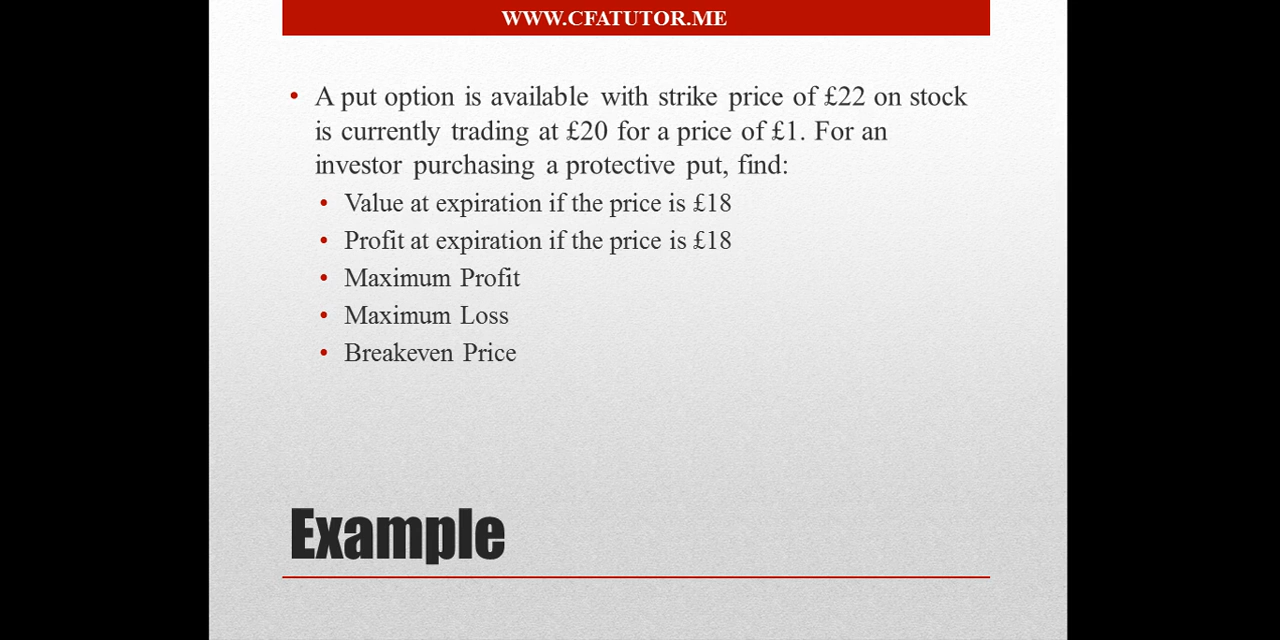 WWW.CFATUTOR.ME
• A put option is available with strike price of £22 on stock
is currently trading at £20 for a price of £1. For an
investor purchasing a protective put, find:
• Value at expiration if the price is £18
• Profit at expiration if the price is £18
• Maximum Profit
• Maximum Loss
• Breakeven Price
Example